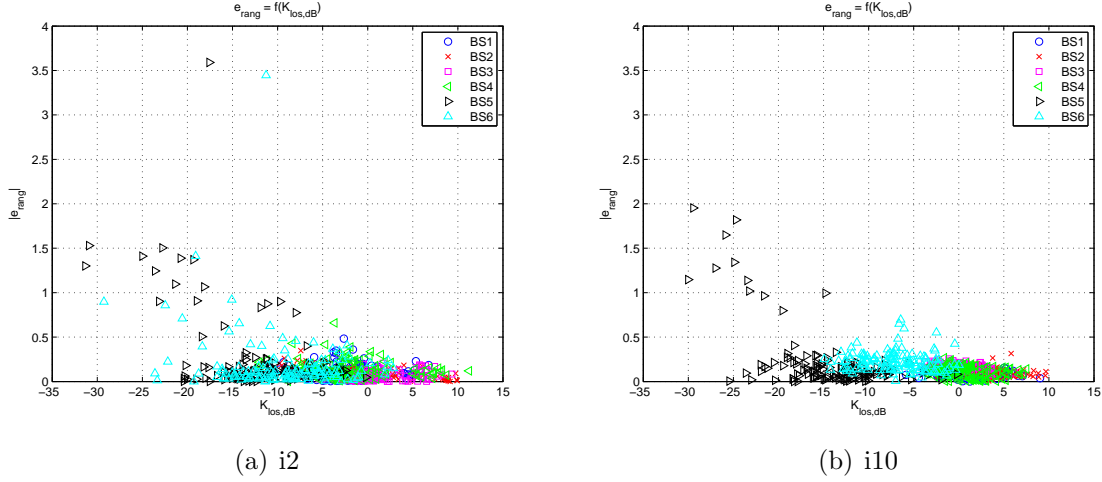 e_rang = f(K_los,dB)
4
3.5
3
2.5
2
1.5
1
0.5
0
|e_rang|
−35 −30 −25 −20 −15 −10 −5 0 5 10 15
K_los,dB
BS1
BS2
BS3
BS4
BS5
BS6
(a) i2
e_rang = f(K_los,dB)
4
3.5
3
2.5
2
1.5
1
0.5
0
|e_rang|
−35 −30 −25 −20 −15 −10 −5 0 5 10 15
K_los,dB
BS1
BS2
BS3
BS4
BS5
BS6
(b) i10